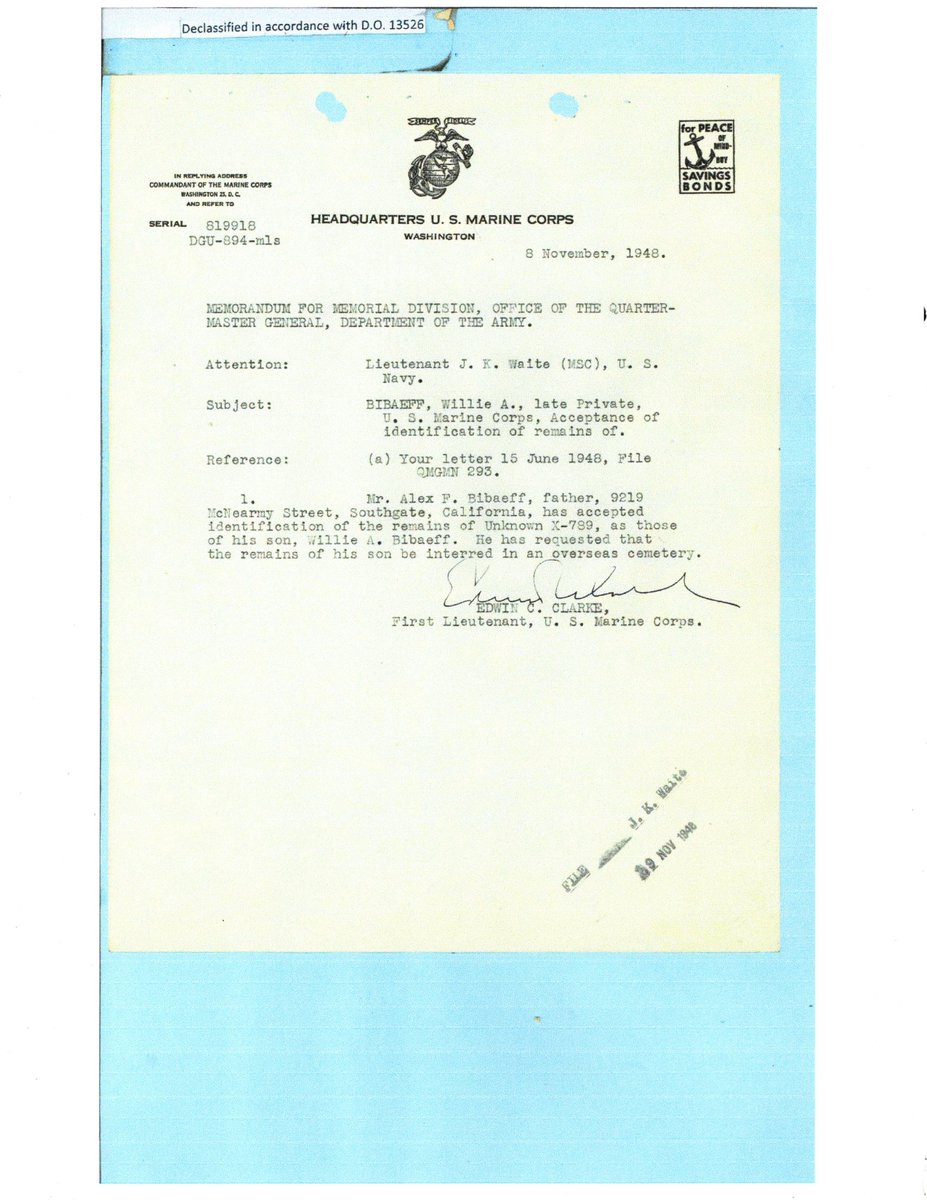 Declassified in accordance with D.O. 13526
SEMPER FIDELIS
for PEACE
OF
MIND—
BUY
SAVINGS
BONDS
IN REPLYING ADDRESS
COMMANDANT OF THE MARINE CORPS
WASHINGTON 25, D. C.
AND REFER TO
SERIAL 819918
DGU-894-mls
HEADQUARTERS U. S. MARINE CORPS
WASHINGTON
8 November, 1948.
MEMORANDUM FOR MEMORIAL DIVISION, OFFICE OF THE QUARTER-
MASTER GENERAL, DEPARTMENT OF THE ARMY.
Attention: Lieutenant J. K. Waite (MSC), U. S.
Navy.
Subject: BIBAEFF, Willie A., late Private,
U. S. Marine Corps, Acceptance of
identification of remains of.
Reference: (a) Your letter 15 June 1948, File
QMGMN 293.
1. Mr. Alex F. Bibaeff, father, 9219
McNearmy Street, Southgate, California, has accepted
identification of the remains of Unknown X-789, as those
of his son, Willie A. Bibaeff. He has requested that
the remains of his son be interred in an overseas cemetery.
EDWIN C. CLARKE,
First Lieutenant, U. S. Marine Corps.
FILE J. K. Waite
9 NOV 1948